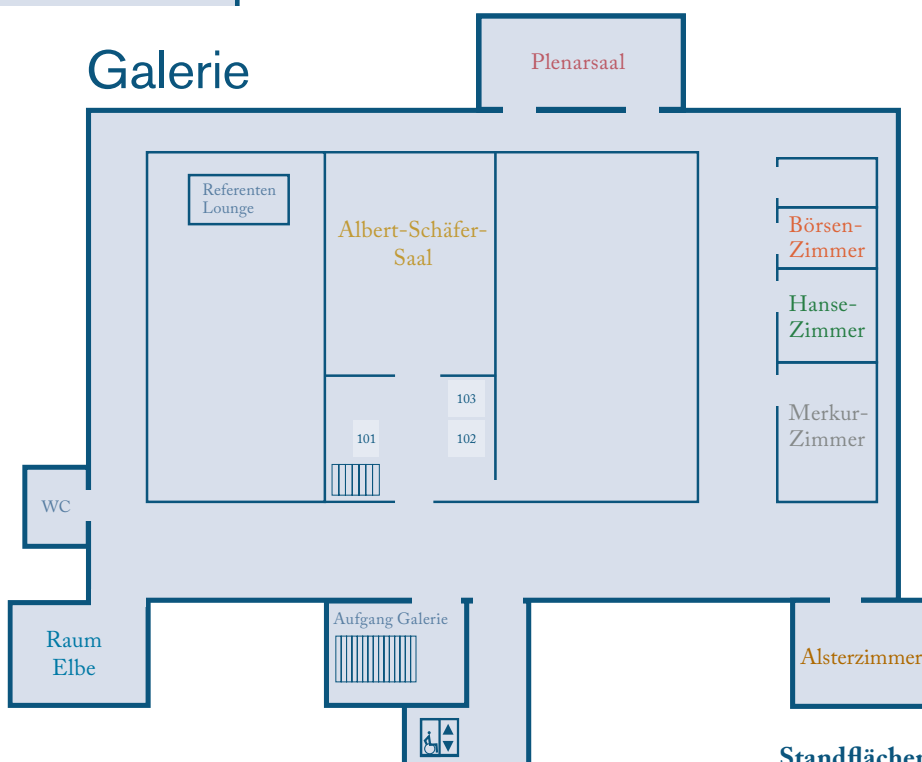 Galerie
Plenarsaal
Referenten
Lounge
Albert-Schäfer-
Saal
Börsen-
Zimmer
Hanse-
Zimmer
Merkur-
Zimmer
103
101
102
WC
Aufgang Galerie
Raum
Elbe
Alsterzimmer
Standflächen